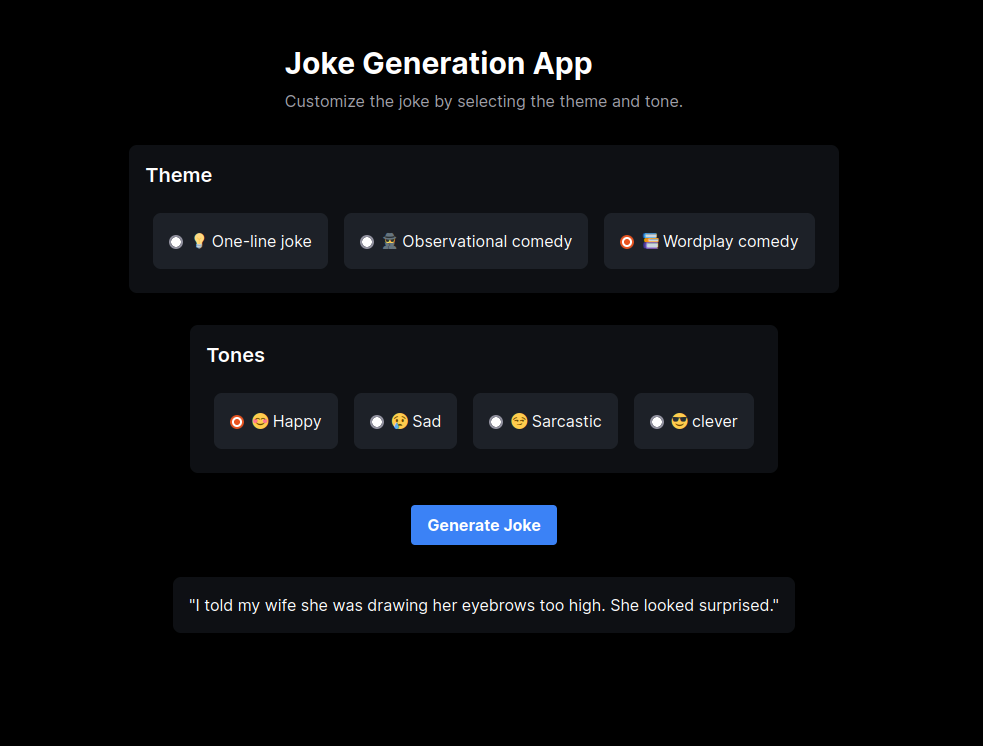 Joke Generation App
Customize the joke by selecting the theme and tone.
Theme
💡 One-line joke 🕵️ Observational comedy 📚 Wordplay comedy
Tones
😊 Happy 😢 Sad 😏 Sarcastic 😎 clever
Generate Joke
"I told my wife she was drawing her eyebrows too high. She looked surprised."